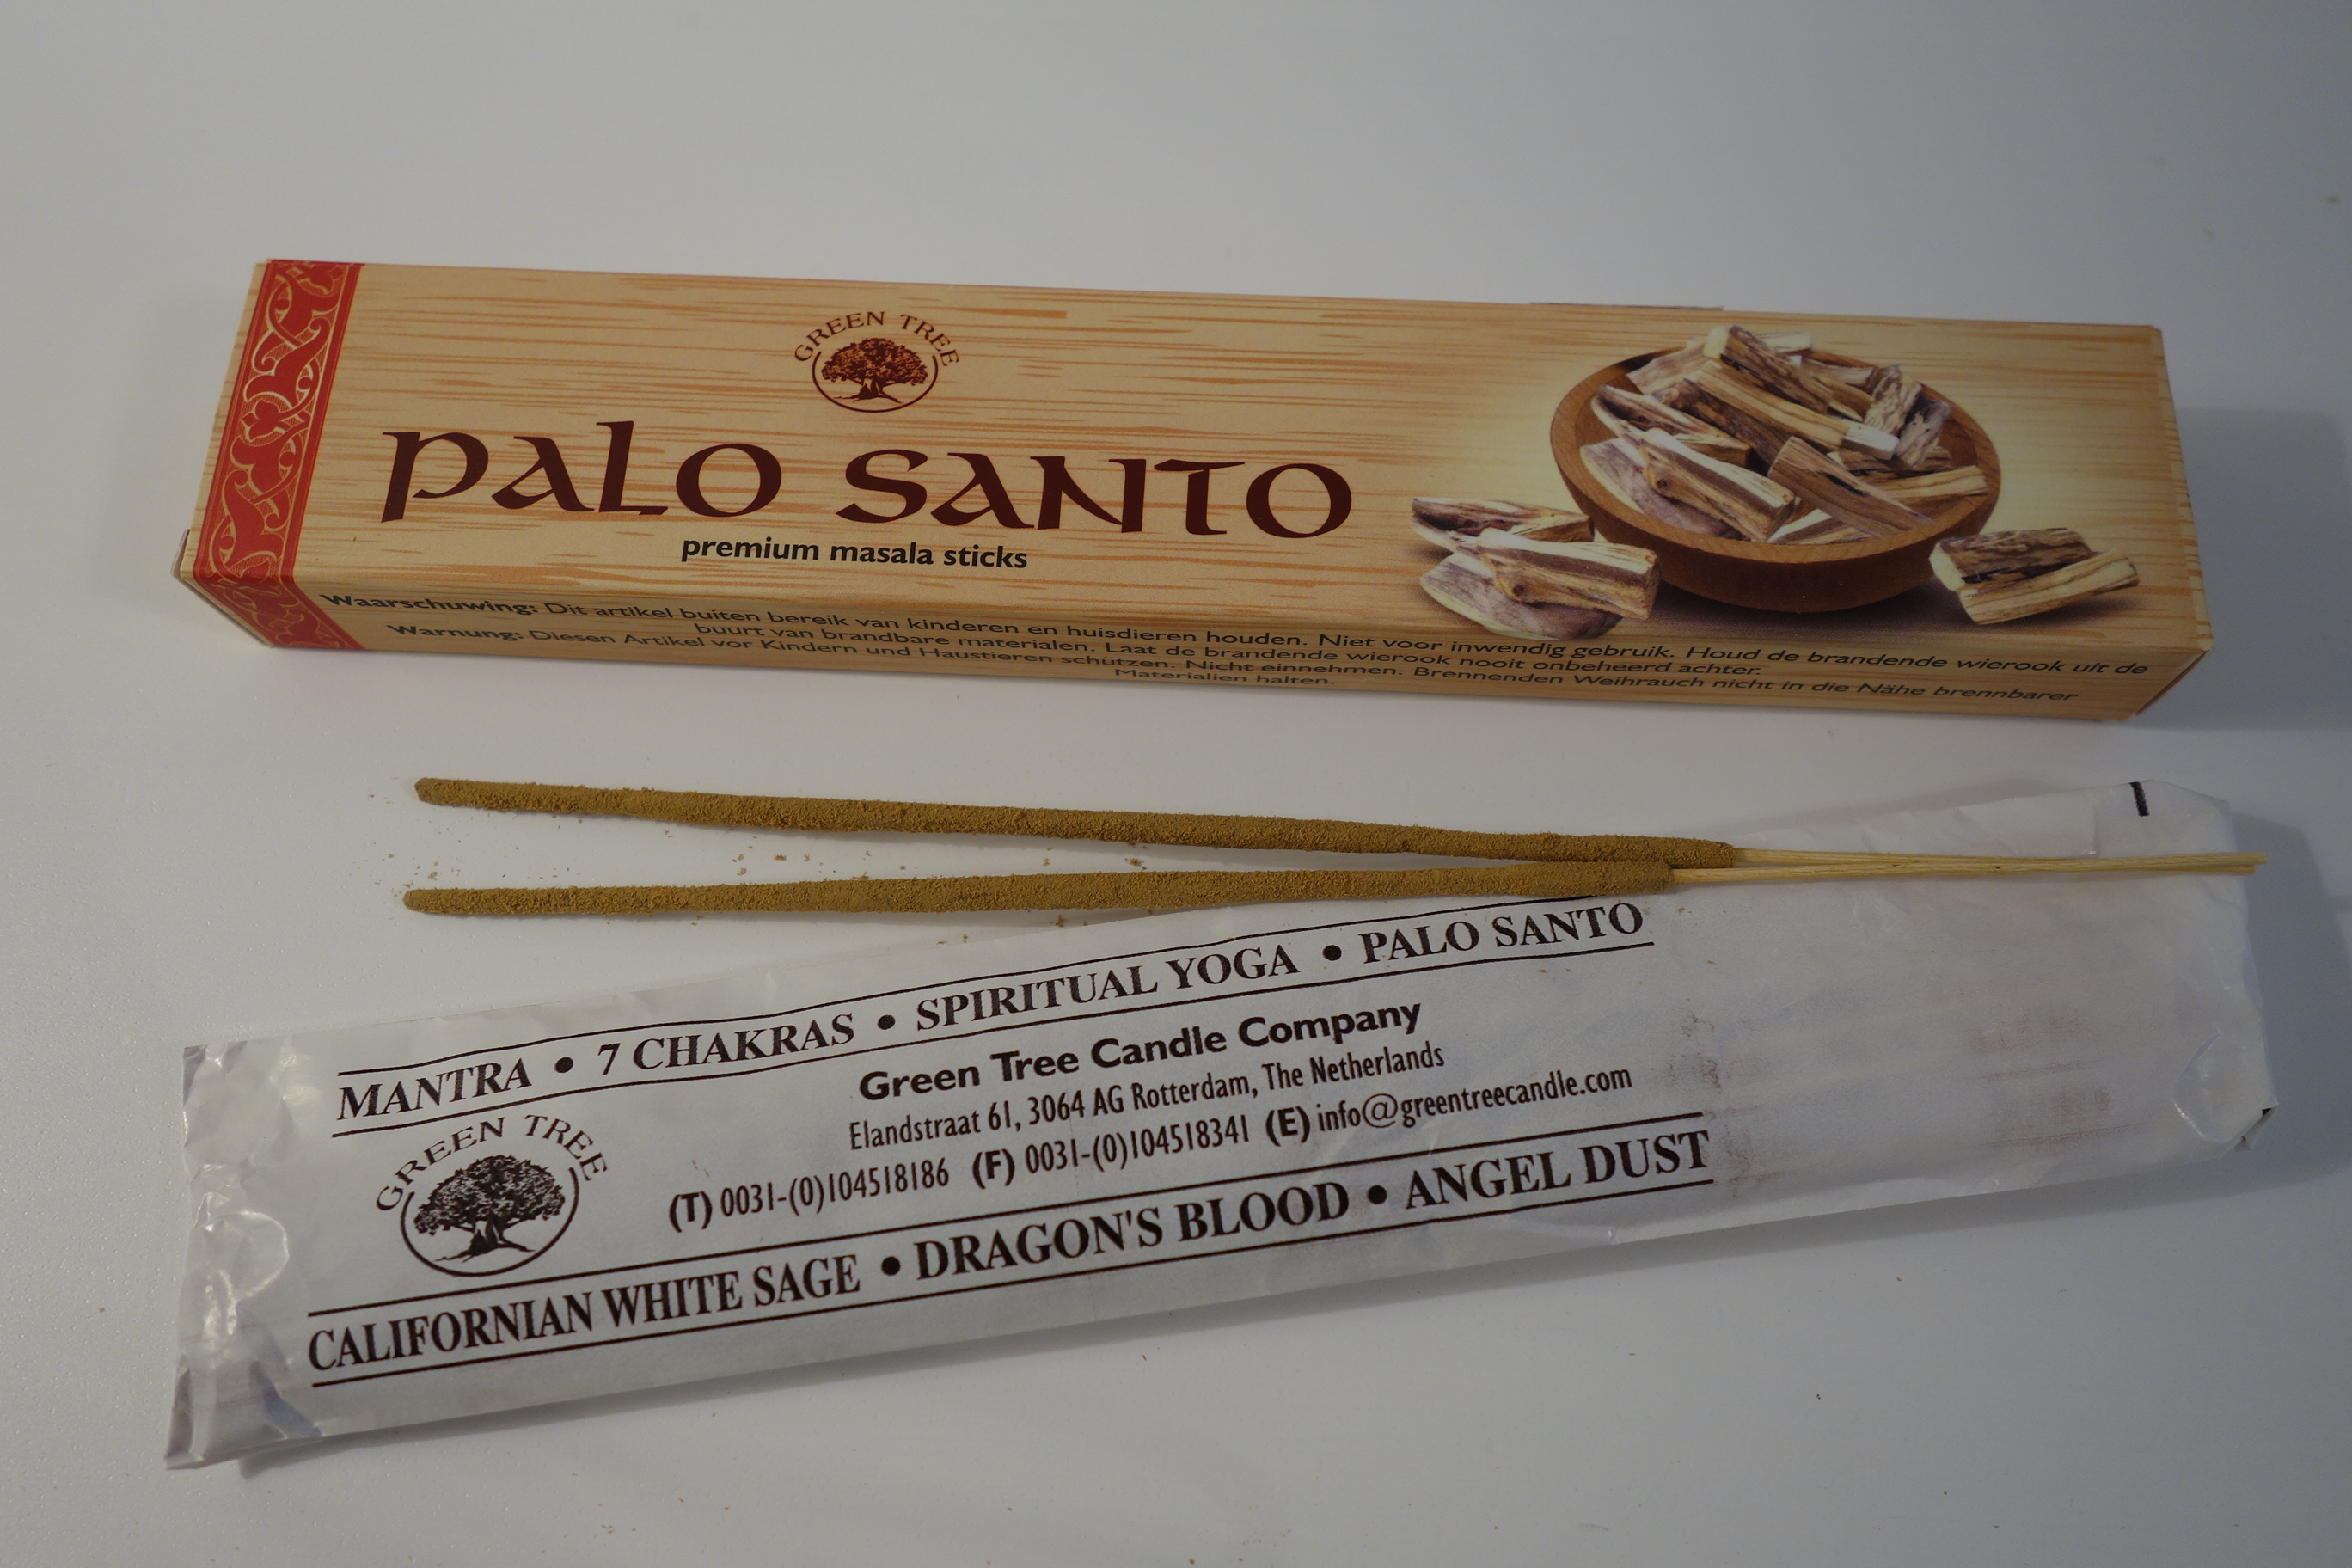 GREEN TREE
PALO SANTO
premium masala sticks
Waarschuwing: Dit artikel buiten bereik van kinderen en huisdieren houden. Niet voor inwendig gebruik. Houd de brandende wierook uit de
buurt van brandbare materialen. Laat de brandende wierook nooit onbeheerd achter.
Warnung: Diesen Artikel vor Kindern und Haustieren schützen. Nicht einnehmen. Brennenden Weihrauch nicht in die Nähe brennbarer
Materialien halten.
MANTRA • 7 CHAKRAS • SPIRITUAL YOGA • PALO SANTO
GREEN TREE
Green Tree Candle Company
Elandstraat 61, 3064 AG Rotterdam, The Netherlands
(T) 0031-(0)104518186 (F) 0031-(0)104518341 (E) info@greentreecandle.com
CALIFORNIAN WHITE SAGE • DRAGON'S BLOOD • ANGEL DUST